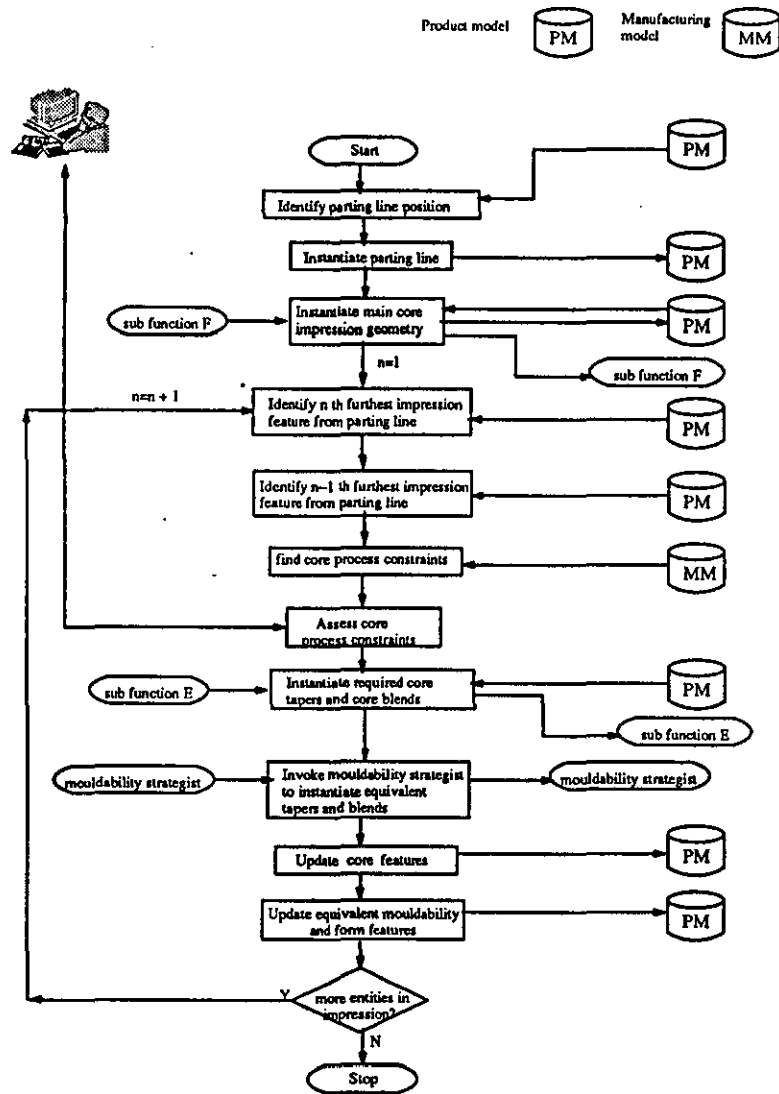 Product model
PM
Manufacturing
model
MM
Start
PM
Identify parting line position
Instantiate parting line
PM
sub function F
Instantiate main core
impression geometry
PM
n=1
sub function F
n=n + 1
Identify n th furthest impression
feature from parting line
PM
Identify n-1 th furthest impression
feature from parting line
PM
find core process constraints
MM
Assess core
process constraints
sub function E
Instantiate required core
tapers and core blends
PM
sub function E
mouldability strategist
Invoke mouldability strategist
to instantiate equivalent
tapers and blends
mouldability strategist
Update core features
PM
Update equivalent mouldability
and form features
PM
Y
more entities in
impression?
N
Stop